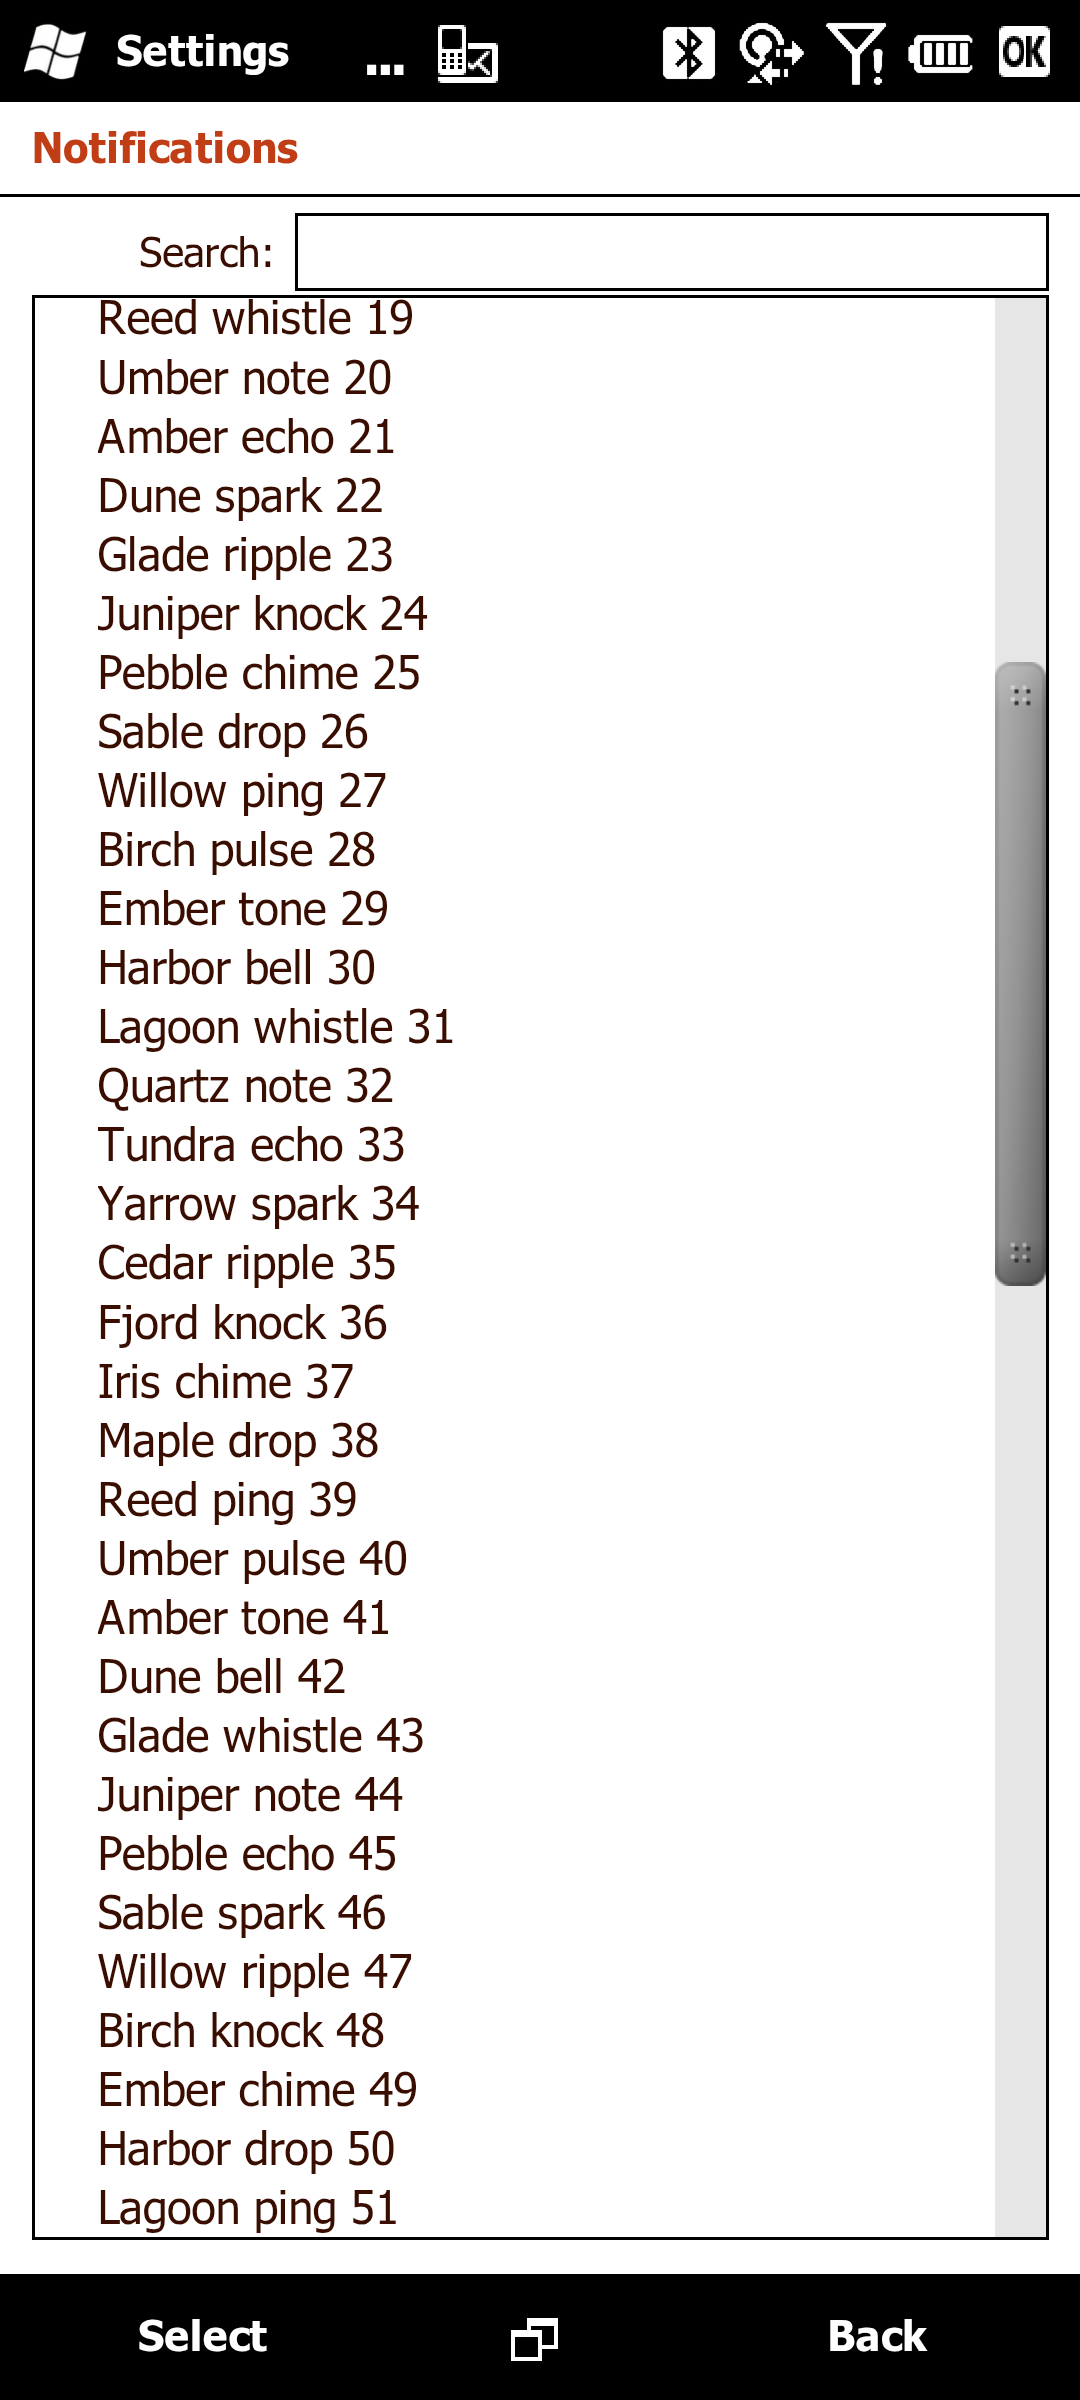 Settings ... OK
Notifications
Search:
Reed whistle 19
Umber note 20
Amber echo 21
Dune spark 22
Glade ripple 23
Juniper knock 24
Pebble chime 25
Sable drop 26
Willow ping 27
Birch pulse 28
Ember tone 29
Harbor bell 30
Lagoon whistle 31
Quartz note 32
Tundra echo 33
Yarrow spark 34
Cedar ripple 35
Fjord knock 36
Iris chime 37
Maple drop 38
Reed ping 39
Umber pulse 40
Amber tone 41
Dune bell 42
Glade whistle 43
Juniper note 44
Pebble echo 45
Sable spark 46
Willow ripple 47
Birch knock 48
Ember chime 49
Harbor drop 50
Lagoon ping 51
Select Back